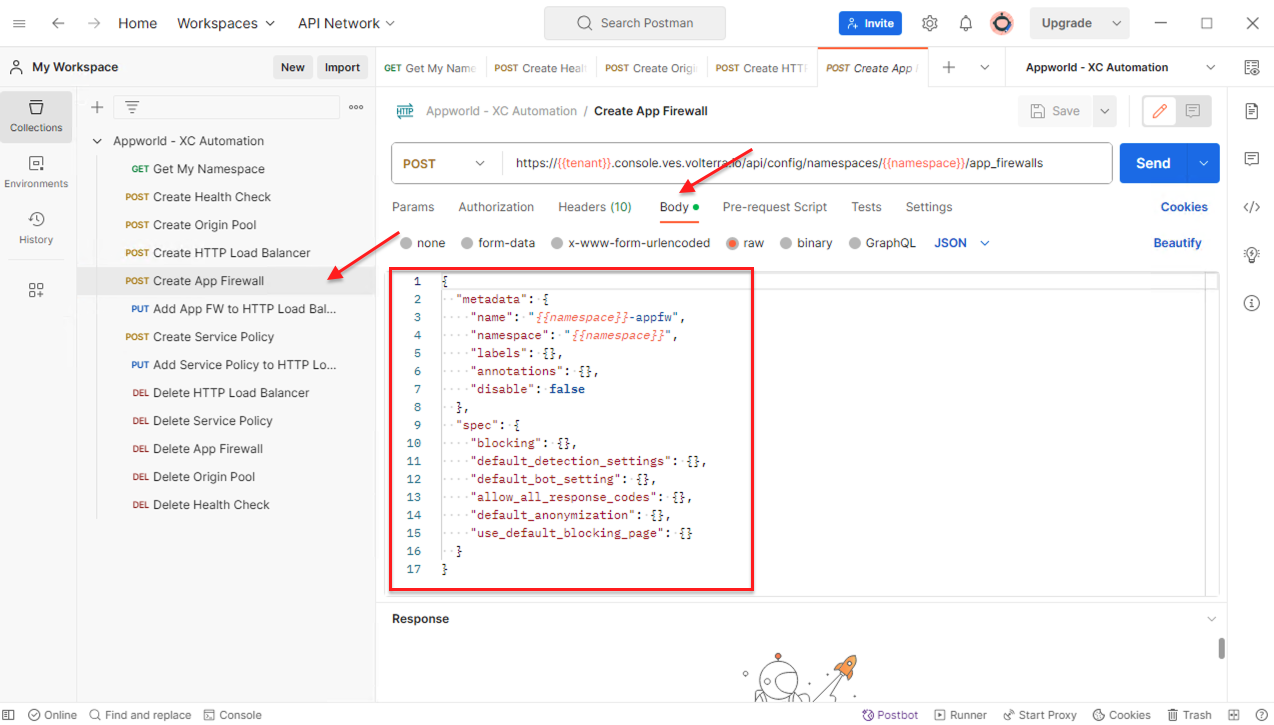 Home Workspaces API Network Search Postman Invite Upgrade
My Workspace New Import GET Get My Name POST Create Heal POST Create Origi POST Create HTTP POST Create App Appworld - XC Automation
Collections
Environments
History
Appworld - XC Automation
GET Get My Namespace
POST Create Health Check
POST Create Origin Pool
POST Create HTTP Load Balancer
POST Create App Firewall
PUT Add App FW to HTTP Load Bal...
POST Create Service Policy
PUT Add Service Policy to HTTP Lo...
DEL Delete HTTP Load Balancer
DEL Delete Service Policy
DEL Delete App Firewall
DEL Delete Origin Pool
DEL Delete Health Check
HTTP Appworld - XC Automation / Create App Firewall Save
POST https://{{tenant}}.console.ves.volterra.io/api/config/namespaces/{{namespace}}/app_firewalls Send
Params Authorization Headers (10) Body Pre-request Script Tests Settings Cookies
none form-data x-www-form-urlencoded raw binary GraphQL JSON Beautify
1 {
2 "metadata": {
3 "name": "{{namespace}}-appfw",
4 "namespace": "{{namespace}}",
5 "labels": {},
6 "annotations": {},
7 "disable": false
8 },
9 "spec": {
10 "blocking": {},
11 "default_detection_settings": {},
12 "default_bot_setting": {},
13 "allow_all_response_codes": {},
14 "default_anonymization": {},
15 "use_default_blocking_page": {}
16 }
17 }
Response
Online Find and replace Console Postbot Runner Start Proxy Cookies Trash